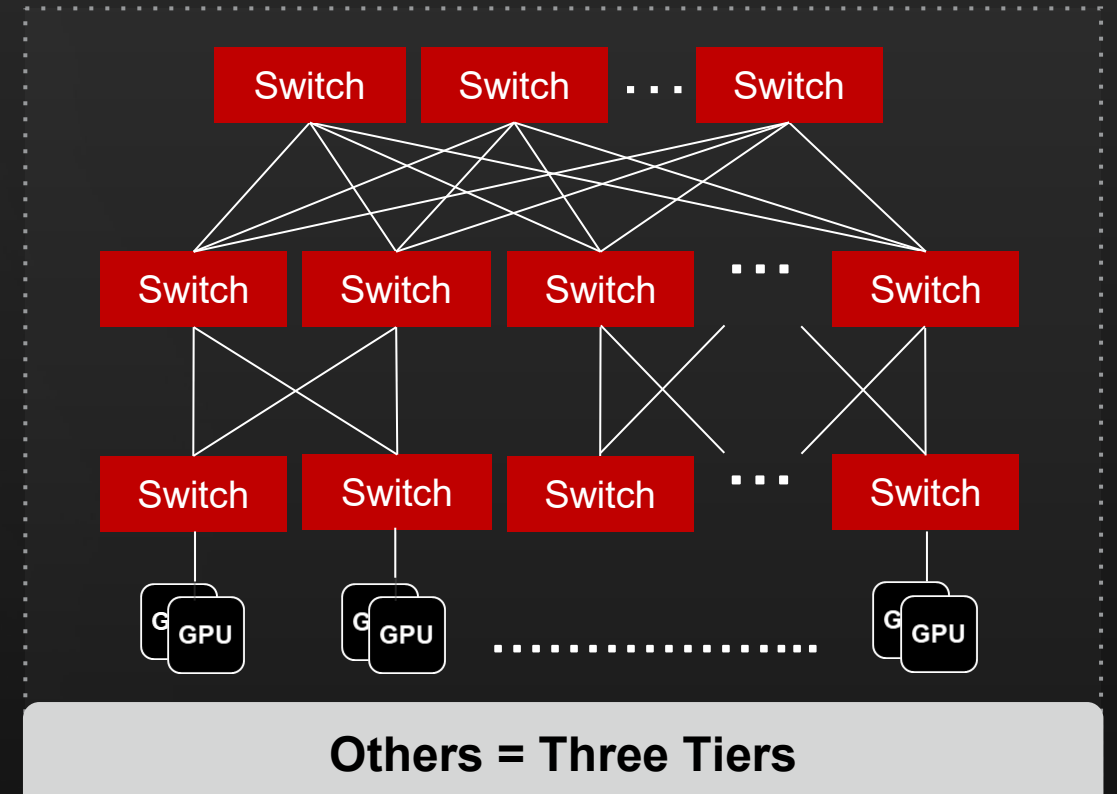 Switch Switch ... Switch
Switch Switch Switch ... Switch
Switch Switch Switch ... Switch
G GPU G GPU G GPU
Others = Three Tiers